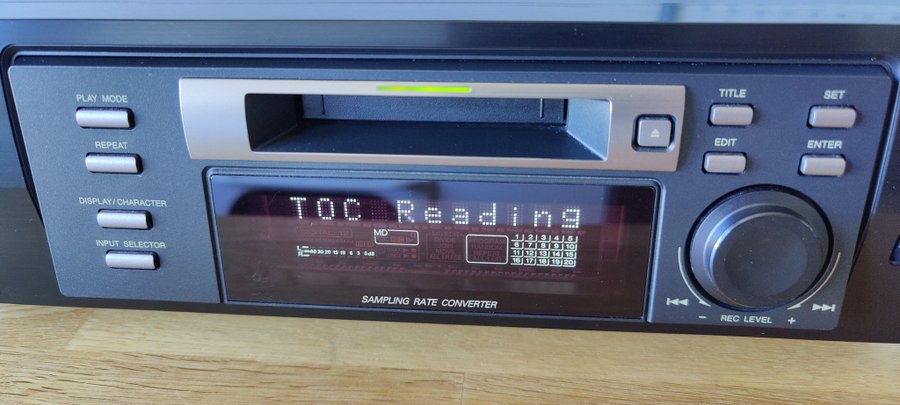 PLAY MODE
REPEAT
DISPLAY/CHARACTER
INPUT SELECTOR
TITLE
SET
EDIT
ENTER
TOC Reading
MD
1 2 3 4 5
6 7 8 9 10
11 12 13 14 15
16 17 18 19 20
SAMPLING RATE CONVERTER
− REC LEVEL +